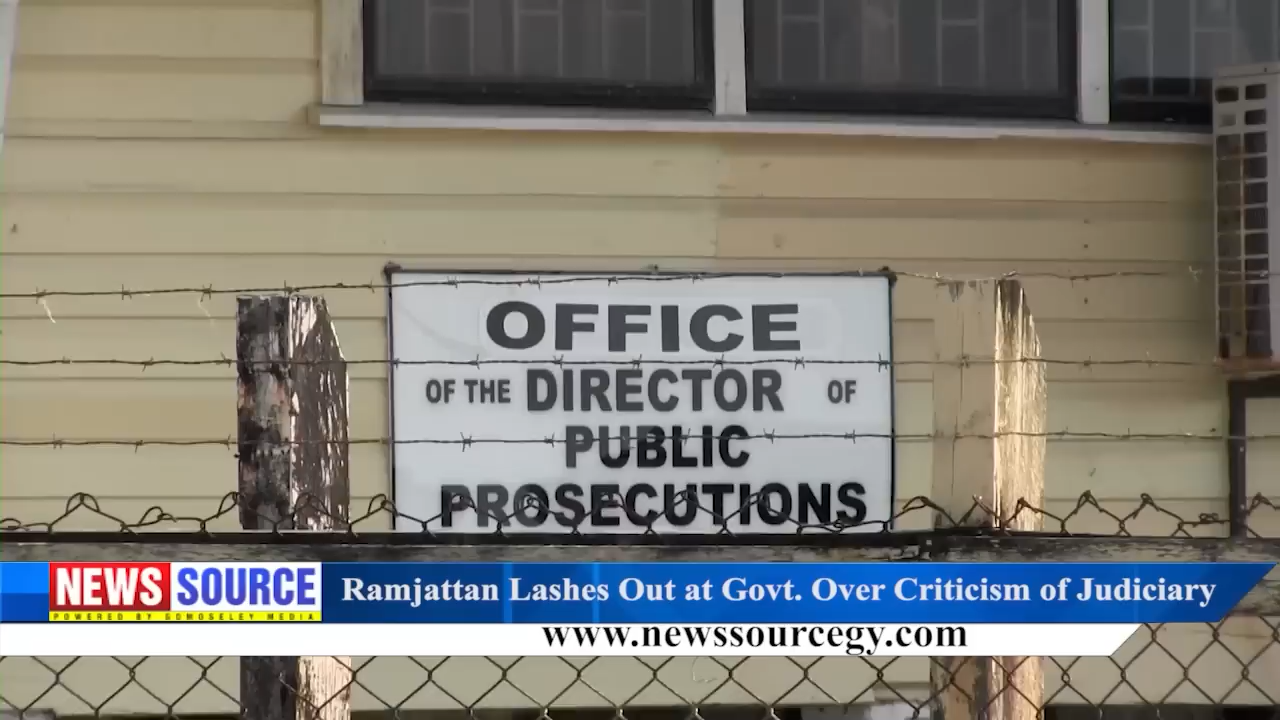 OFFICE
OF THE DIRECTOR OF
PUBLIC
PROSECUTIONS
NEWS SOURCE
POWERED BY GDMOSELEY MEDIA
Ramjattan Lashes Out at Govt. Over Criticism of Judiciary
www.newssourcegy.com